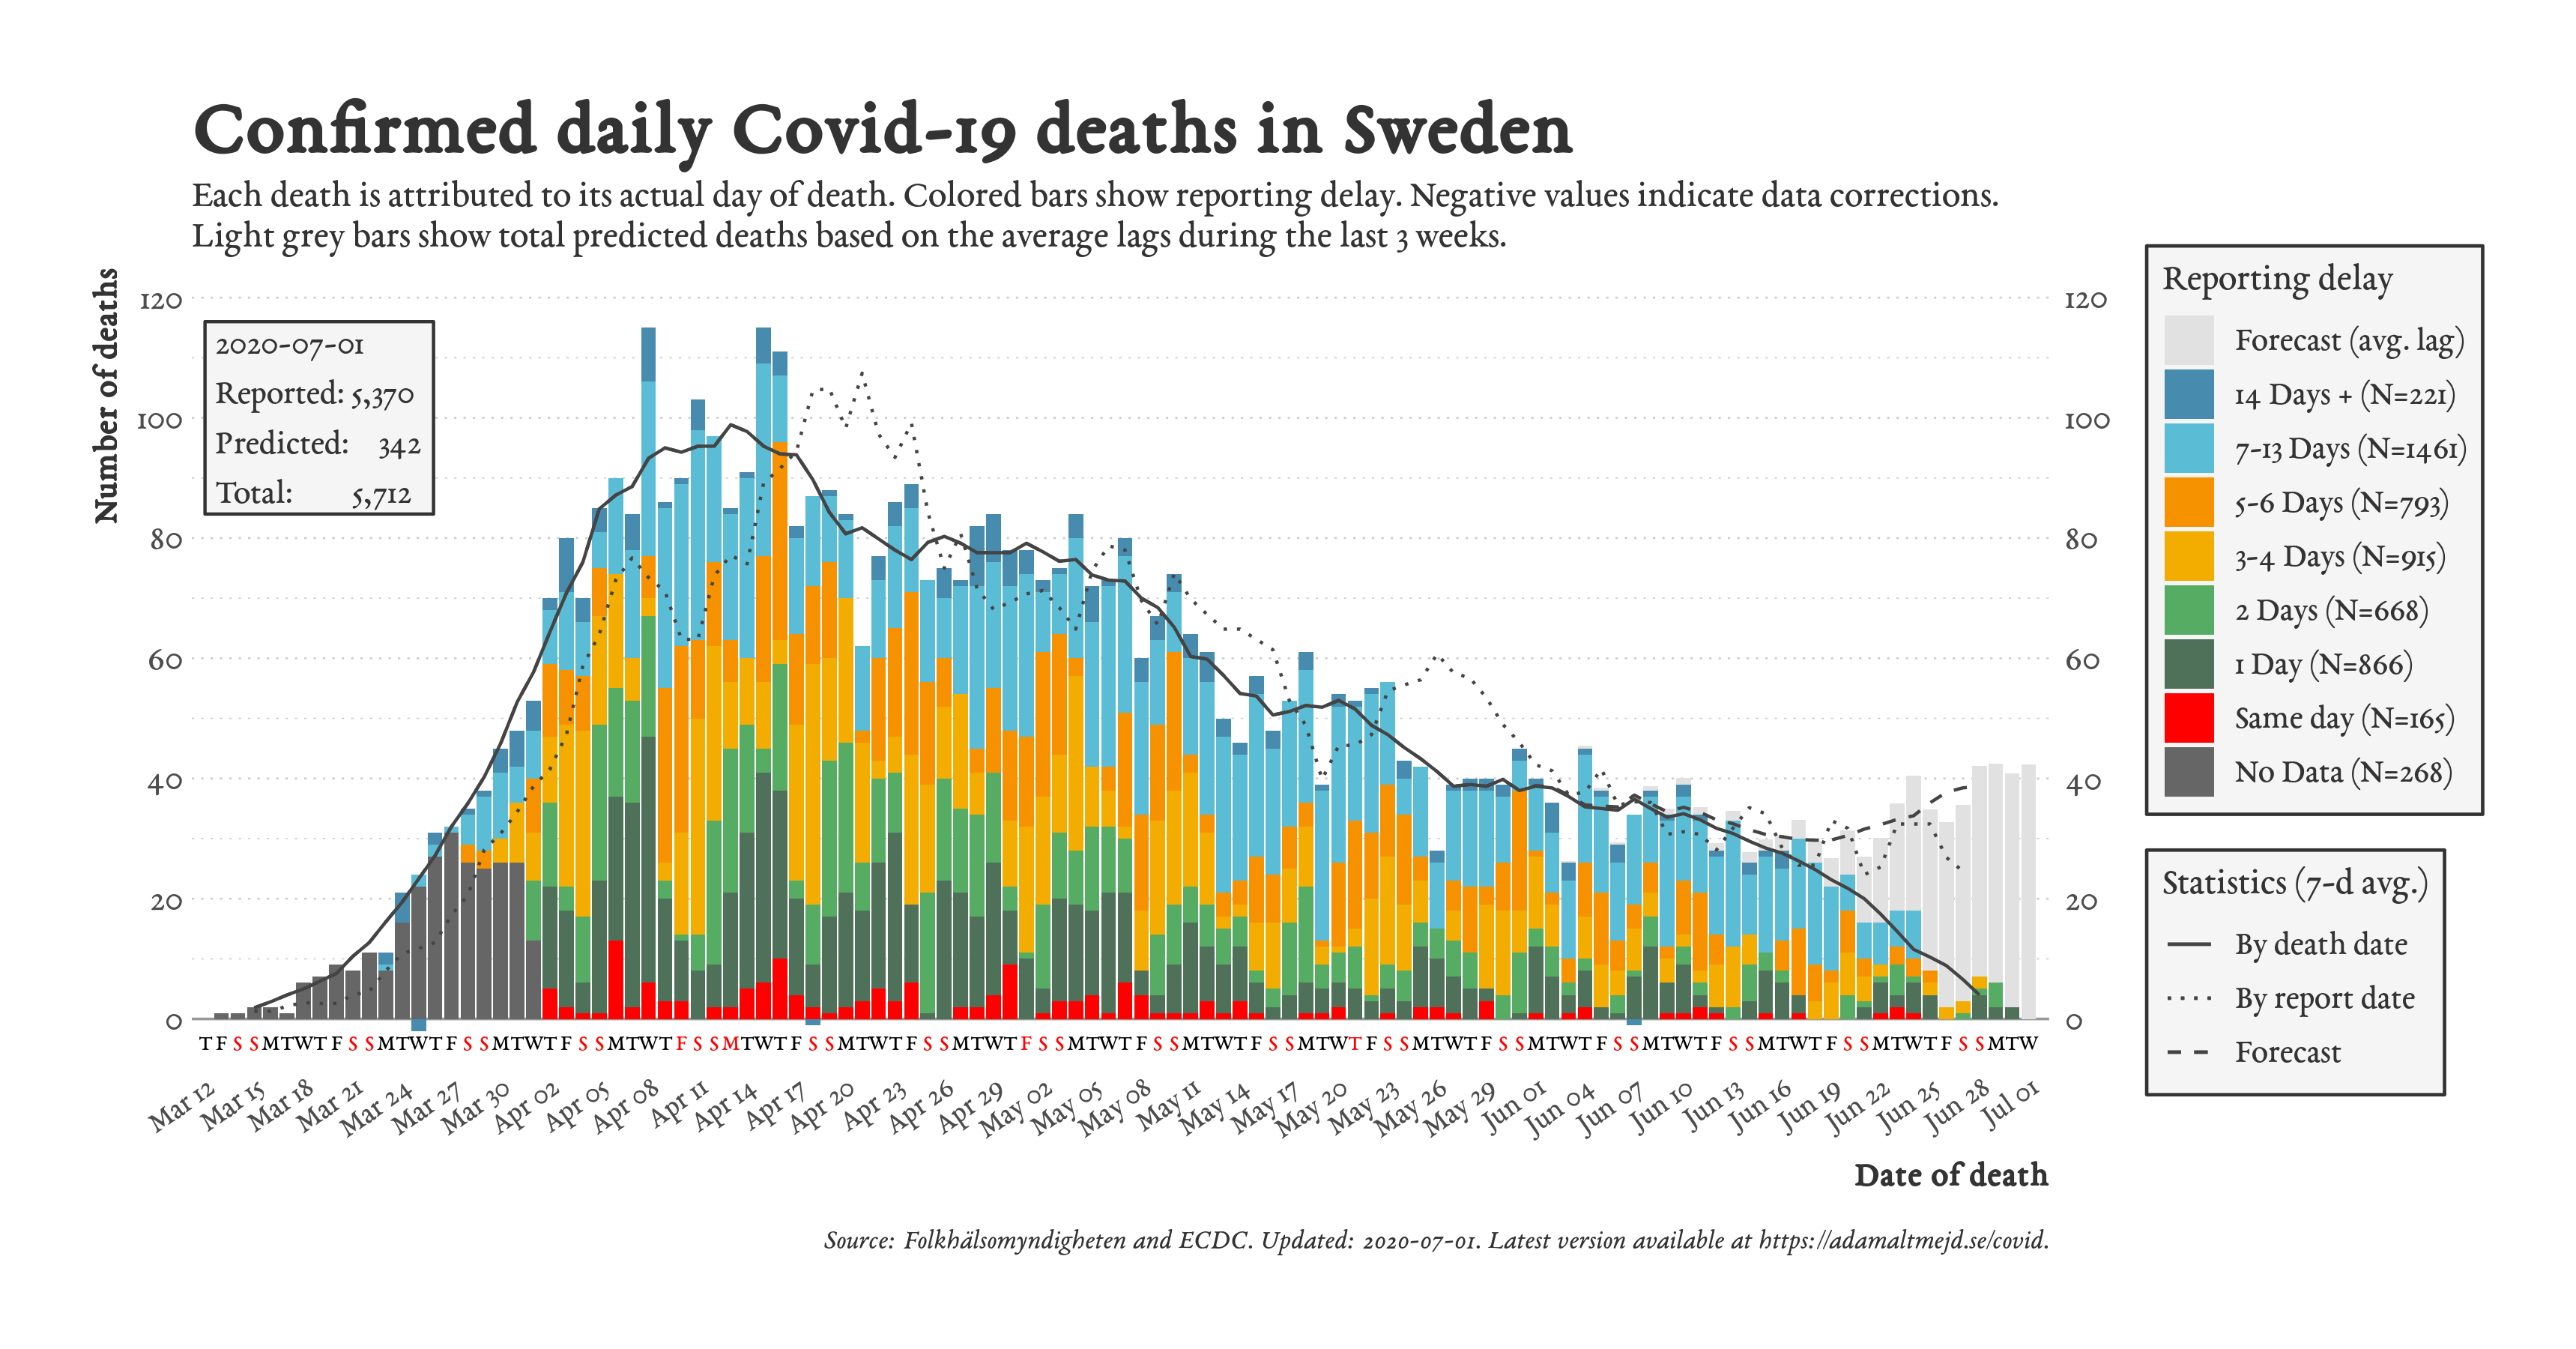 Confirmed daily Covid-19 deaths in Sweden
Each death is attributed to its actual day of death. Colored bars show reporting delay. Negative values indicate data corrections.
Light grey bars show total predicted deaths based on the average lags during the last 3 weeks.
Number of deaths
120
100
80
60
40
20
0
2020-07-01
Reported: 5,370
Predicted: 342
Total: 5,712
120
100
80
60
40
20
0
T F S S M T W T F S S M T W T F S S M T W T F S S M T W T F S S M T W T F S S M T W T F S S M T W T F S S M T W T F S S M T W T F S S M T W T F S S M T W T F S S M T W T F S S M T W T F S S M T W T F S S M T W T F S S M T W
Mar 12 Mar 15 Mar 18 Mar 21 Mar 24 Mar 27 Mar 30 Apr 02 Apr 05 Apr 08 Apr 11 Apr 14 Apr 17 Apr 20 Apr 23 Apr 26 Apr 29 May 02 May 05 May 08 May 11 May 14 May 17 May 20 May 23 May 26 May 29 Jun 01 Jun 04 Jun 07 Jun 10 Jun 13 Jun 16 Jun 19 Jun 22 Jun 25 Jun 28 Jul 01
Date of death
Reporting delay
Forecast (avg. lag)
14 Days + (N=221)
7-13 Days (N=1461)
5-6 Days (N=793)
3-4 Days (N=915)
2 Days (N=668)
1 Day (N=866)
Same day (N=165)
No Data (N=268)
Statistics (7-d avg.)
By death date
By report date
Forecast
Source: Folkhälsomyndigheten and ECDC. Updated: 2020-07-01. Latest version available at https://adamaltmejd.se/covid.